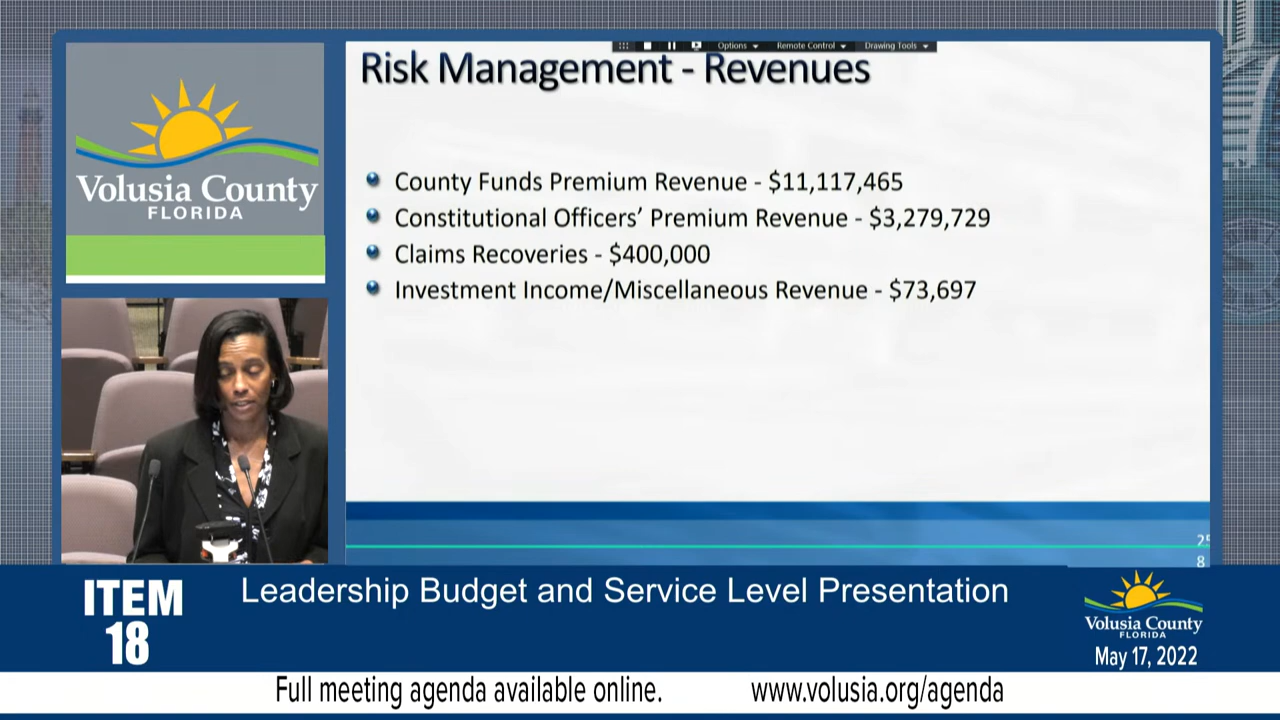 Options
Remote Control
Drawing Tools
Risk Management - Revenues
County Funds Premium Revenue - $11,117,465
Constitutional Officers’ Premium Revenue - $3,279,729
Claims Recoveries - $400,000
Investment Income/Miscellaneous Revenue - $73,697
Volusia County
FLORIDA
25
8
ITEM
18
Leadership Budget and Service Level Presentation
Volusia County
FLORIDA
May 17, 2022
Full meeting agenda available online.
www.volusia.org/agenda